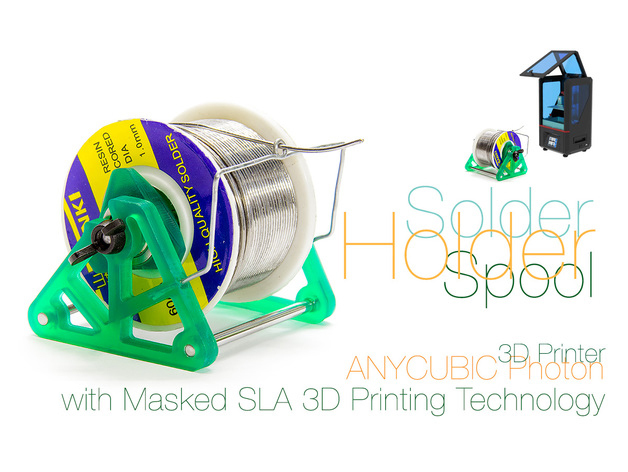 RESIN
CORED
DIA
1.0mm
HIGH QUALITY SOLDER
60
Solder
Holder
Spool
3D Printer
ANYCUBIC Photon
with Masked SLA 3D Printing Technology